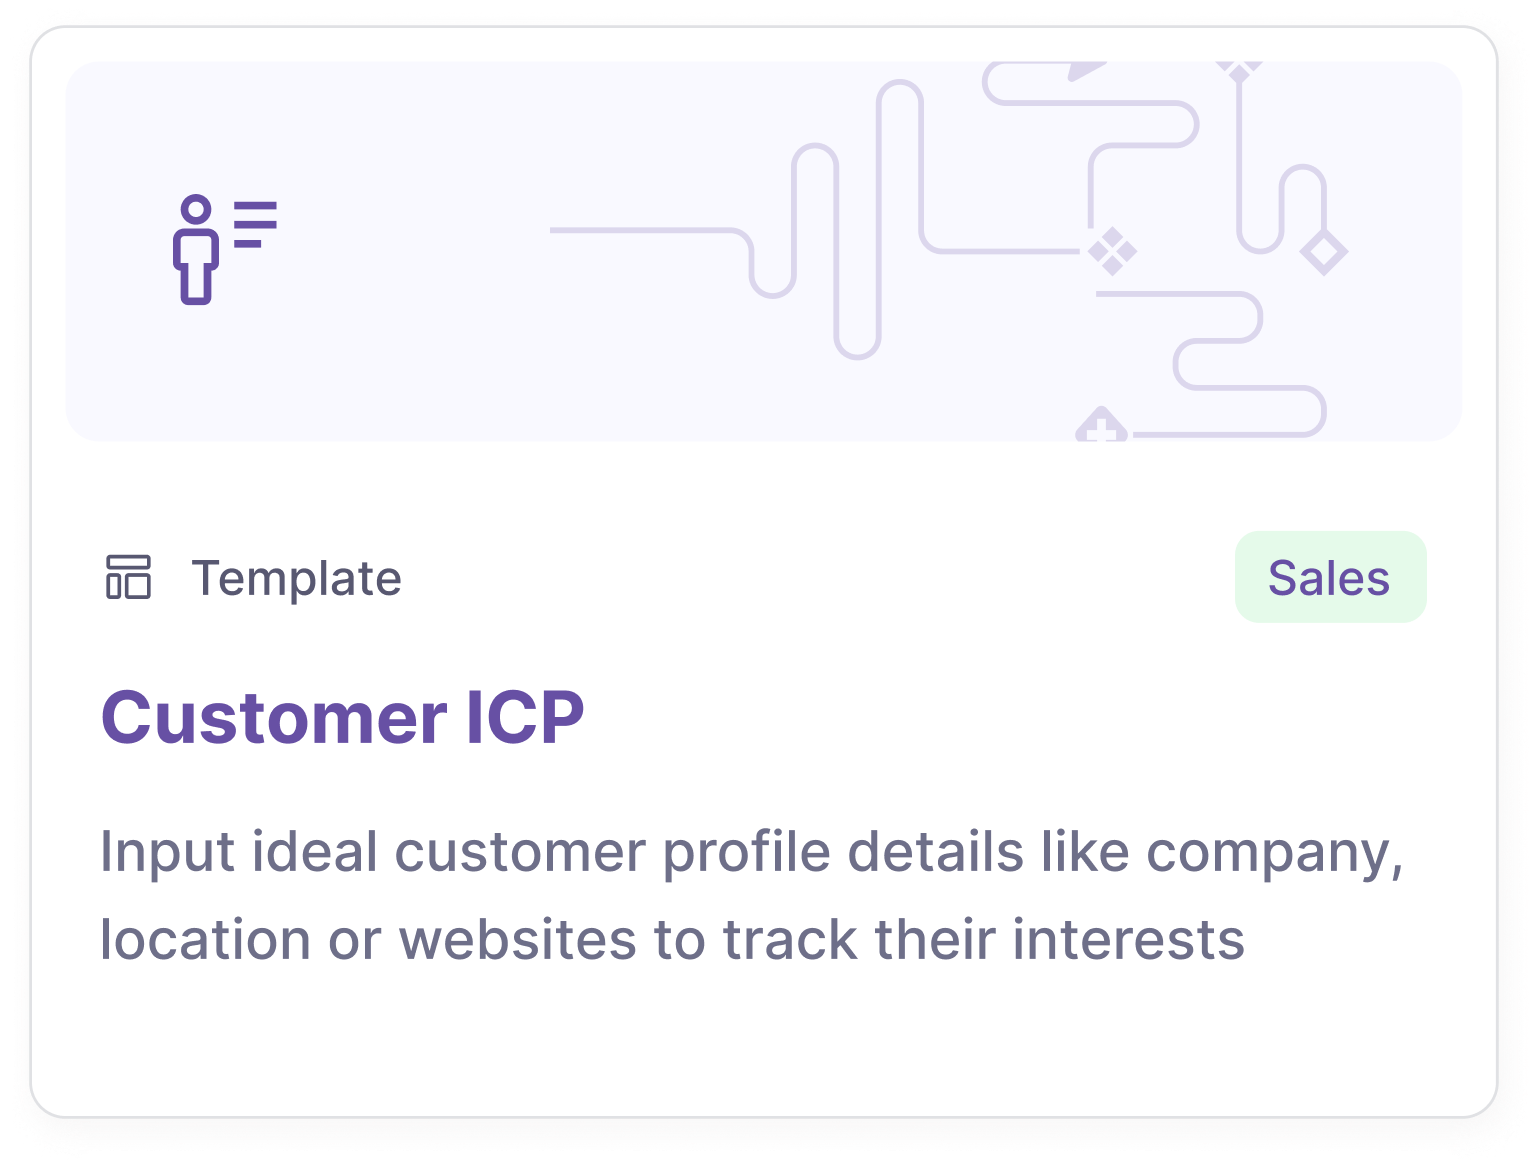 Template
Sales
Customer ICP
Input ideal customer profile details like company,
location or websites to track their interests